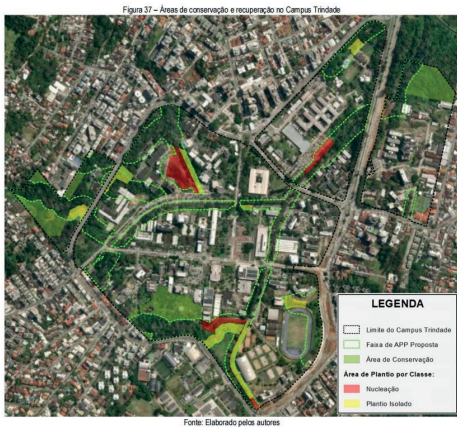 Figura 37 – Áreas de conservação e recuperação no Campus Trindade
LEGENDA
Limite do Campus Trindade
Faixa de APP Proposta
Área de Conservação
Área de Plantio por Classe:
Nucleação
Plantio Isolado
Fonte: Elaborado pelos autores